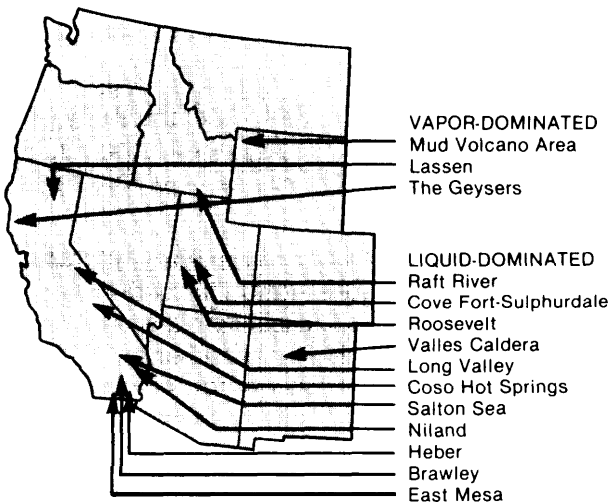 VAPOR-DOMINATED
Mud Volcano Area
Lassen
The Geysers
LIQUID-DOMINATED
Raft River
Cove Fort-Sulphurdale
Roosevelt
Valles Caldera
Long Valley
Coso Hot Springs
Salton Sea
Niland
Heber
Brawley
East Mesa